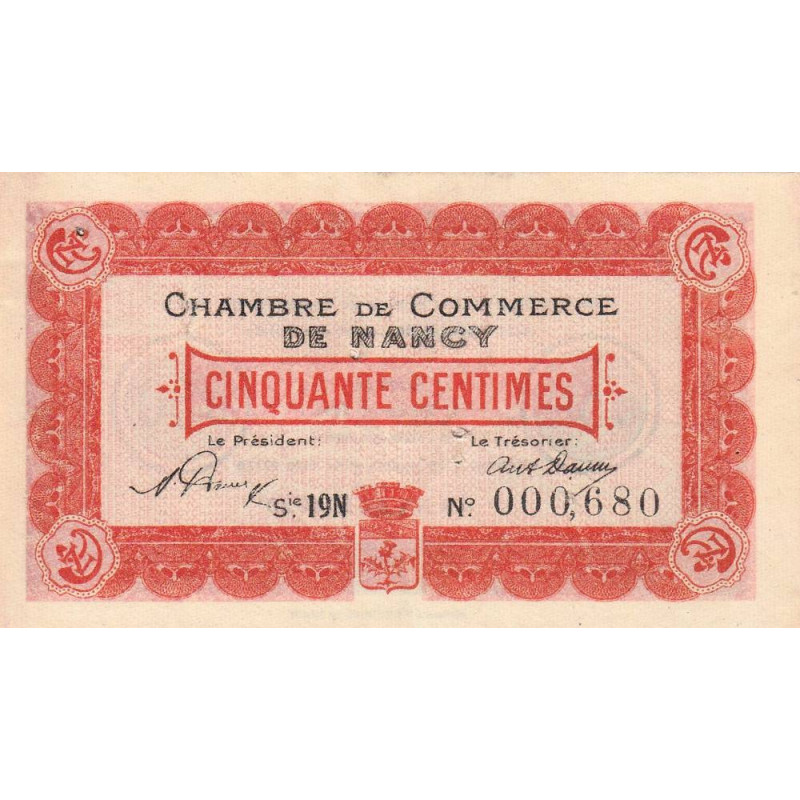 CHAMBRE DE COMMERCE
DE NANCY
CINQUANTE CENTIMES
Le Président: Le Trésorier:
Sie. 19N No. 000,680